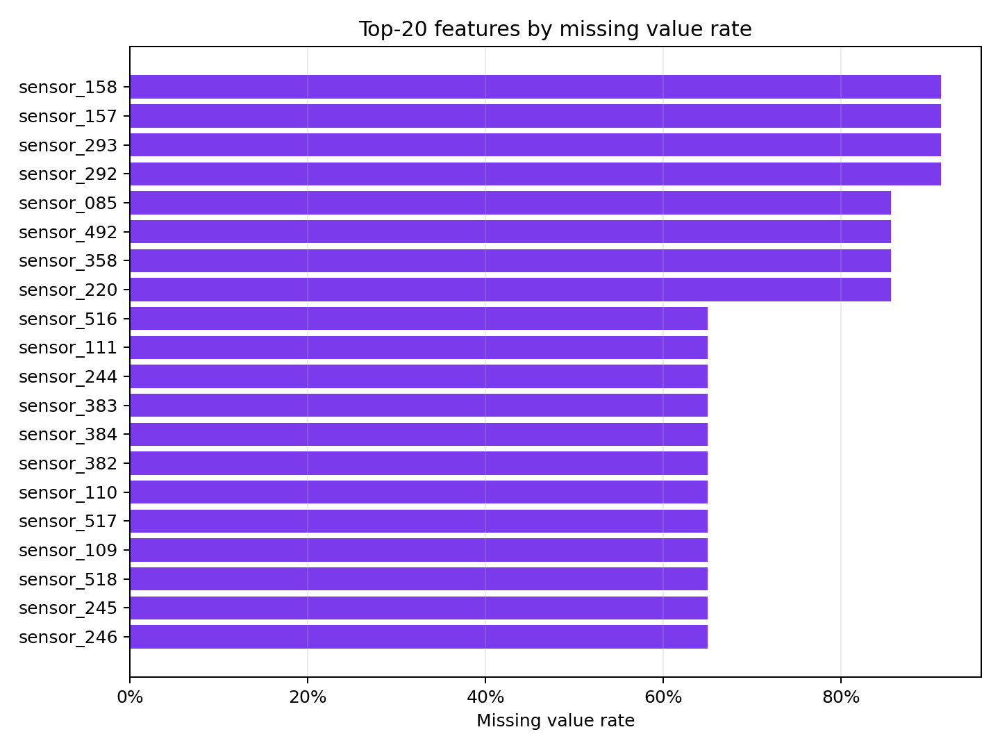 Top-20 features by missing value rate
sensor_158
sensor_157
sensor_293
sensor_292
sensor_085
sensor_492
sensor_358
sensor_220
sensor_516
sensor_111
sensor_244
sensor_383
sensor_384
sensor_382
sensor_110
sensor_517
sensor_109
sensor_518
sensor_245
sensor_246
0% 20% 40% 60% 80%
Missing value rate